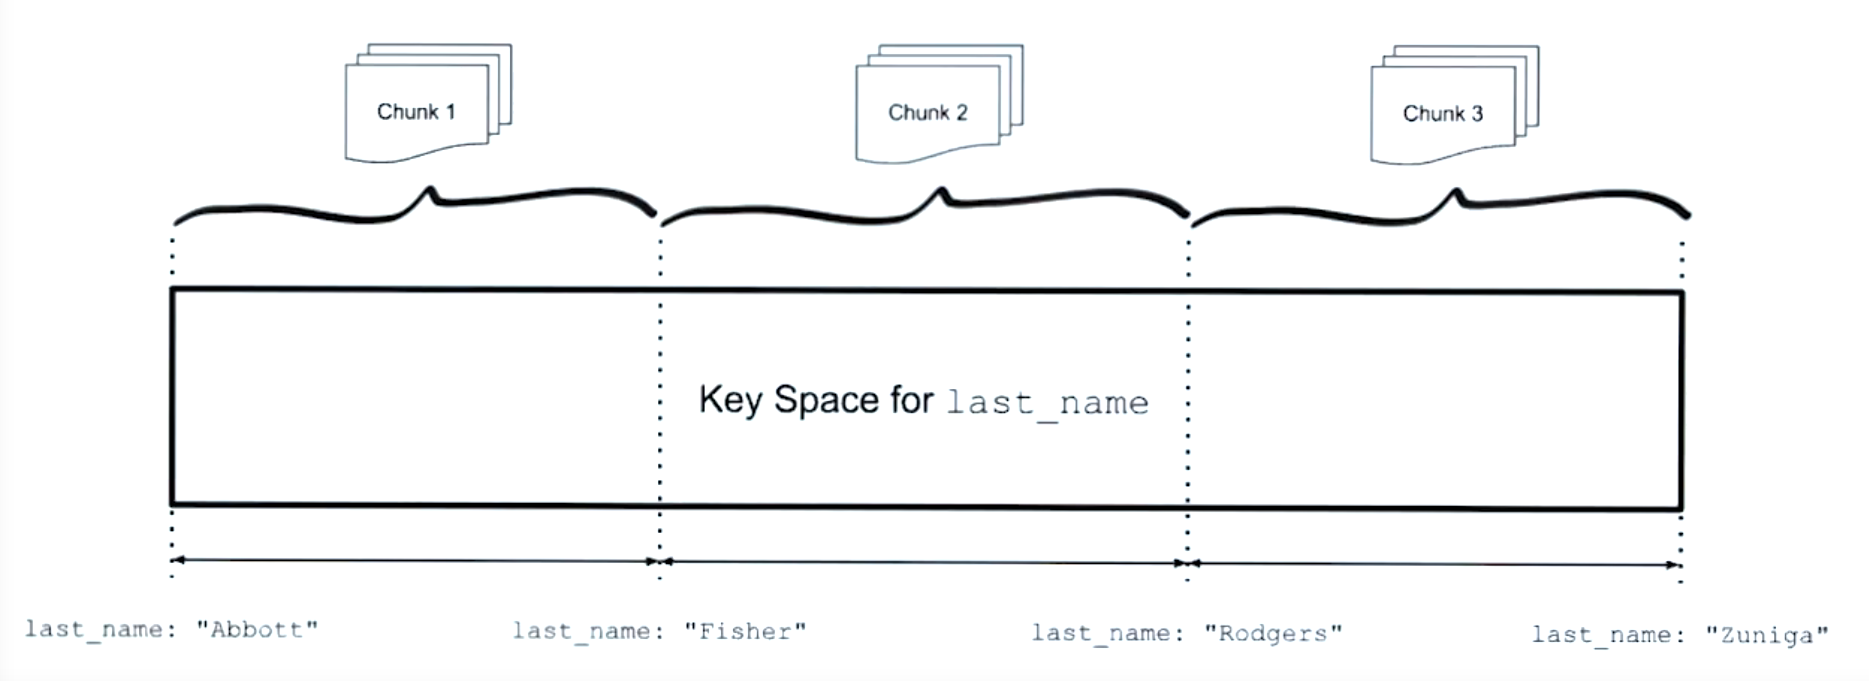 Chunk 1
Chunk 2
Chunk 3
Key Space for last_name
last_name: "Abbott"
last_name: "Fisher"
last_name: "Rodgers"
last_name: "Zuniga"